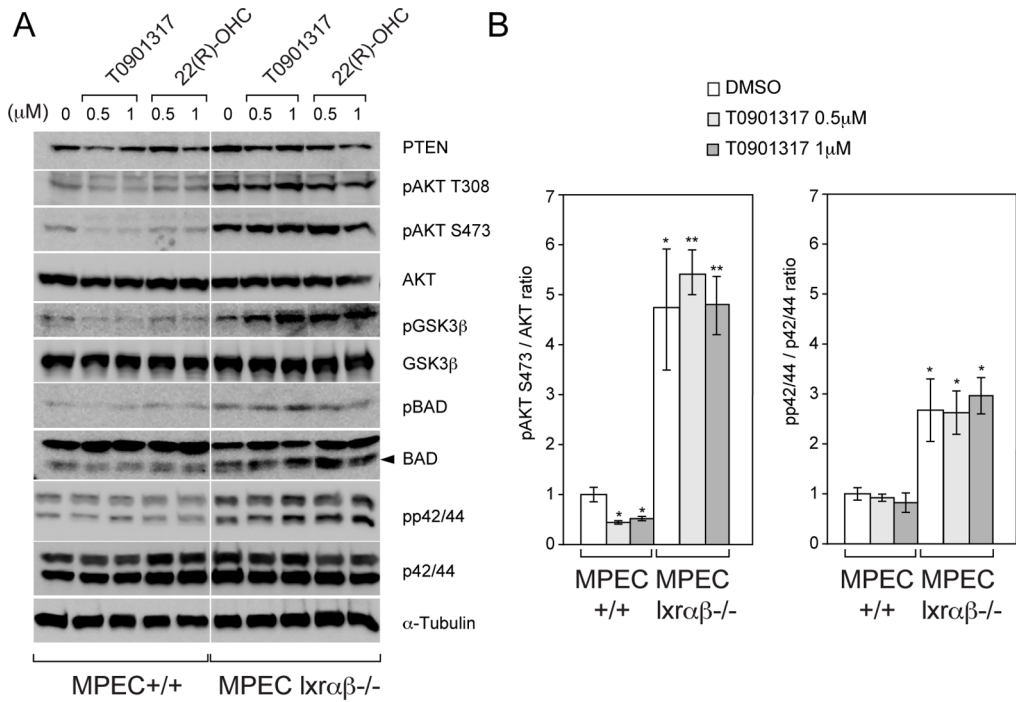 A
T0901317
22(R)-OHC
T0901317
22(R)-OHC
(μM) 0 0.5 1 0.5 1 0 0.5 1 0.5 1
PTEN
pAKT T308
pAKT S473
AKT
pGSK3β
GSK3β
pBAD
BAD
pp42/44
p42/44
α-Tubulin
MPEC+/+
MPEC lxrαβ-/-
B
DMSO
T0901317 0.5μM
T0901317 1μM
pAKT S473 / AKT ratio
7
6
5
4
3
2
1
0
*
*
*
**
**
MPEC
+/+
MPEC
lxrαβ-/-
pp42/44 / p42/44 ratio
7
6
5
4
3
2
1
0
*
*
*
MPEC
+/+
MPEC
lxrαβ-/-